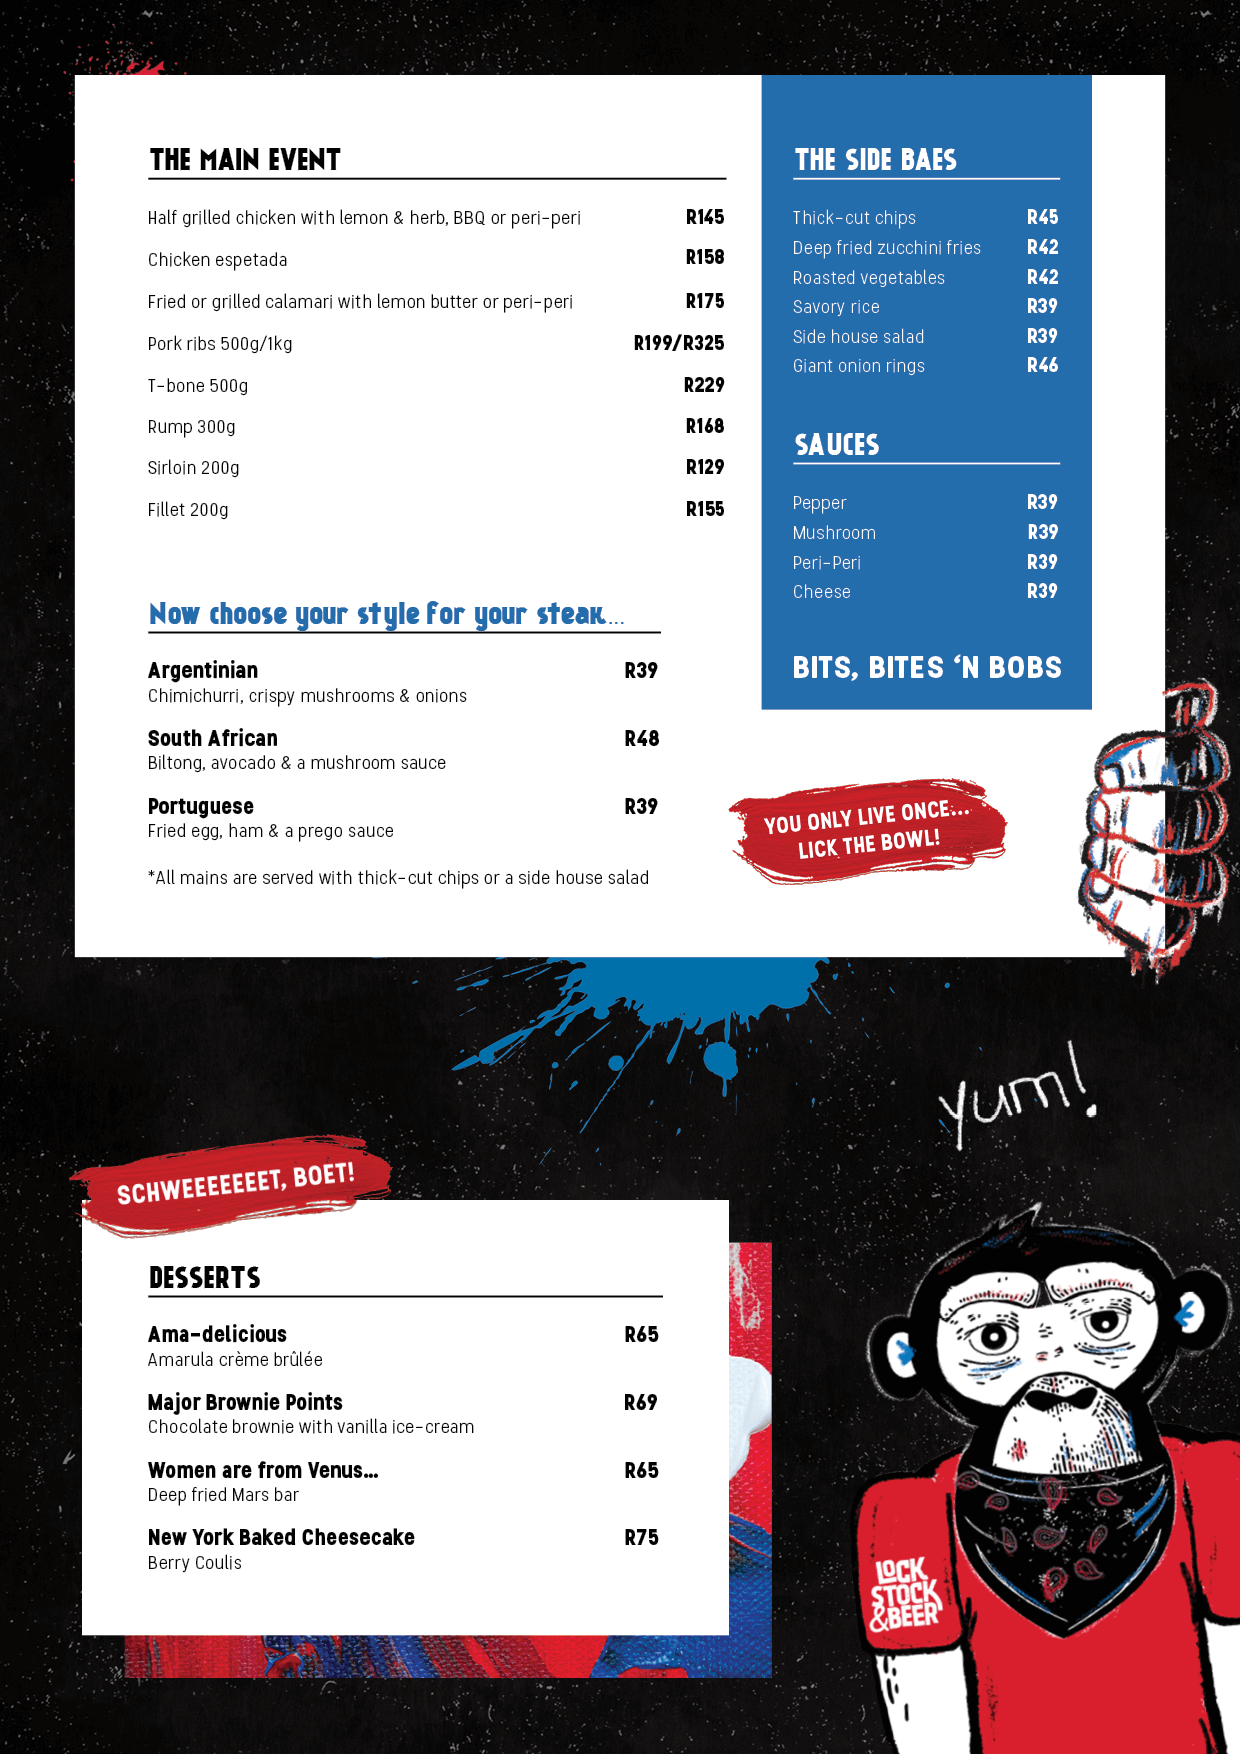 THE MAIN EVENT
Half grilled chicken with lemon & herb, BBQ or peri-peri R145
Chicken espetada R158
Fried or grilled calamari with lemon butter or peri-peri R175
Pork ribs 500g/1kg R199/R325
T-bone 500g R229
Rump 300g R168
Sirloin 200g R129
Fillet 200g R155
Now choose your style for your steak...
Argentinian R39
Chimichurri, crispy mushrooms & onions
South African R48
Biltong, avocado & a mushroom sauce
Portuguese R39
Fried egg, ham & a prego sauce
*All mains are served with thick-cut chips or a side house salad
THE SIDE BAES
Thick-cut chips R45
Deep fried zucchini fries R42
Roasted vegetables R42
Savory rice R39
Side house salad R39
Giant onion rings R46
SAUCES
Pepper R39
Mushroom R39
Peri-Peri R39
Cheese R39
BITS, BITES ‘N BOBS
YOU ONLY LIVE ONCE...
LICK THE BOWL!
yum!
SCHWEEEEEEET, BOET!
DESSERTS
Ama-delicious R65
Amarula crème brûlée
Major Brownie Points R69
Chocolate brownie with vanilla ice-cream
Women are from Venus... R65
Deep fried Mars bar
New York Baked Cheesecake R75
Berry Coulis
LOCK
STOCK
&BEER